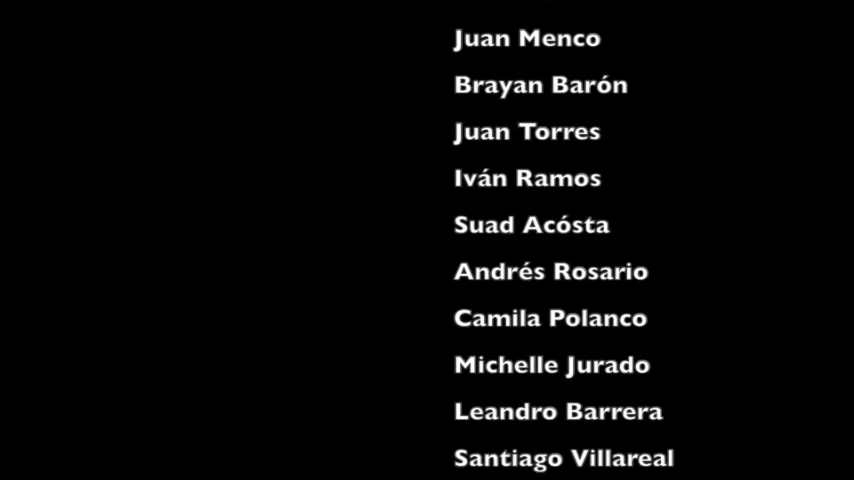 Juan Menco
Brayan Barón
Juan Torres
Iván Ramos
Suad Acósta
Andrés Rosario
Camila Polanco
Michelle Jurado
Leandro Barrera
Santiago Villareal